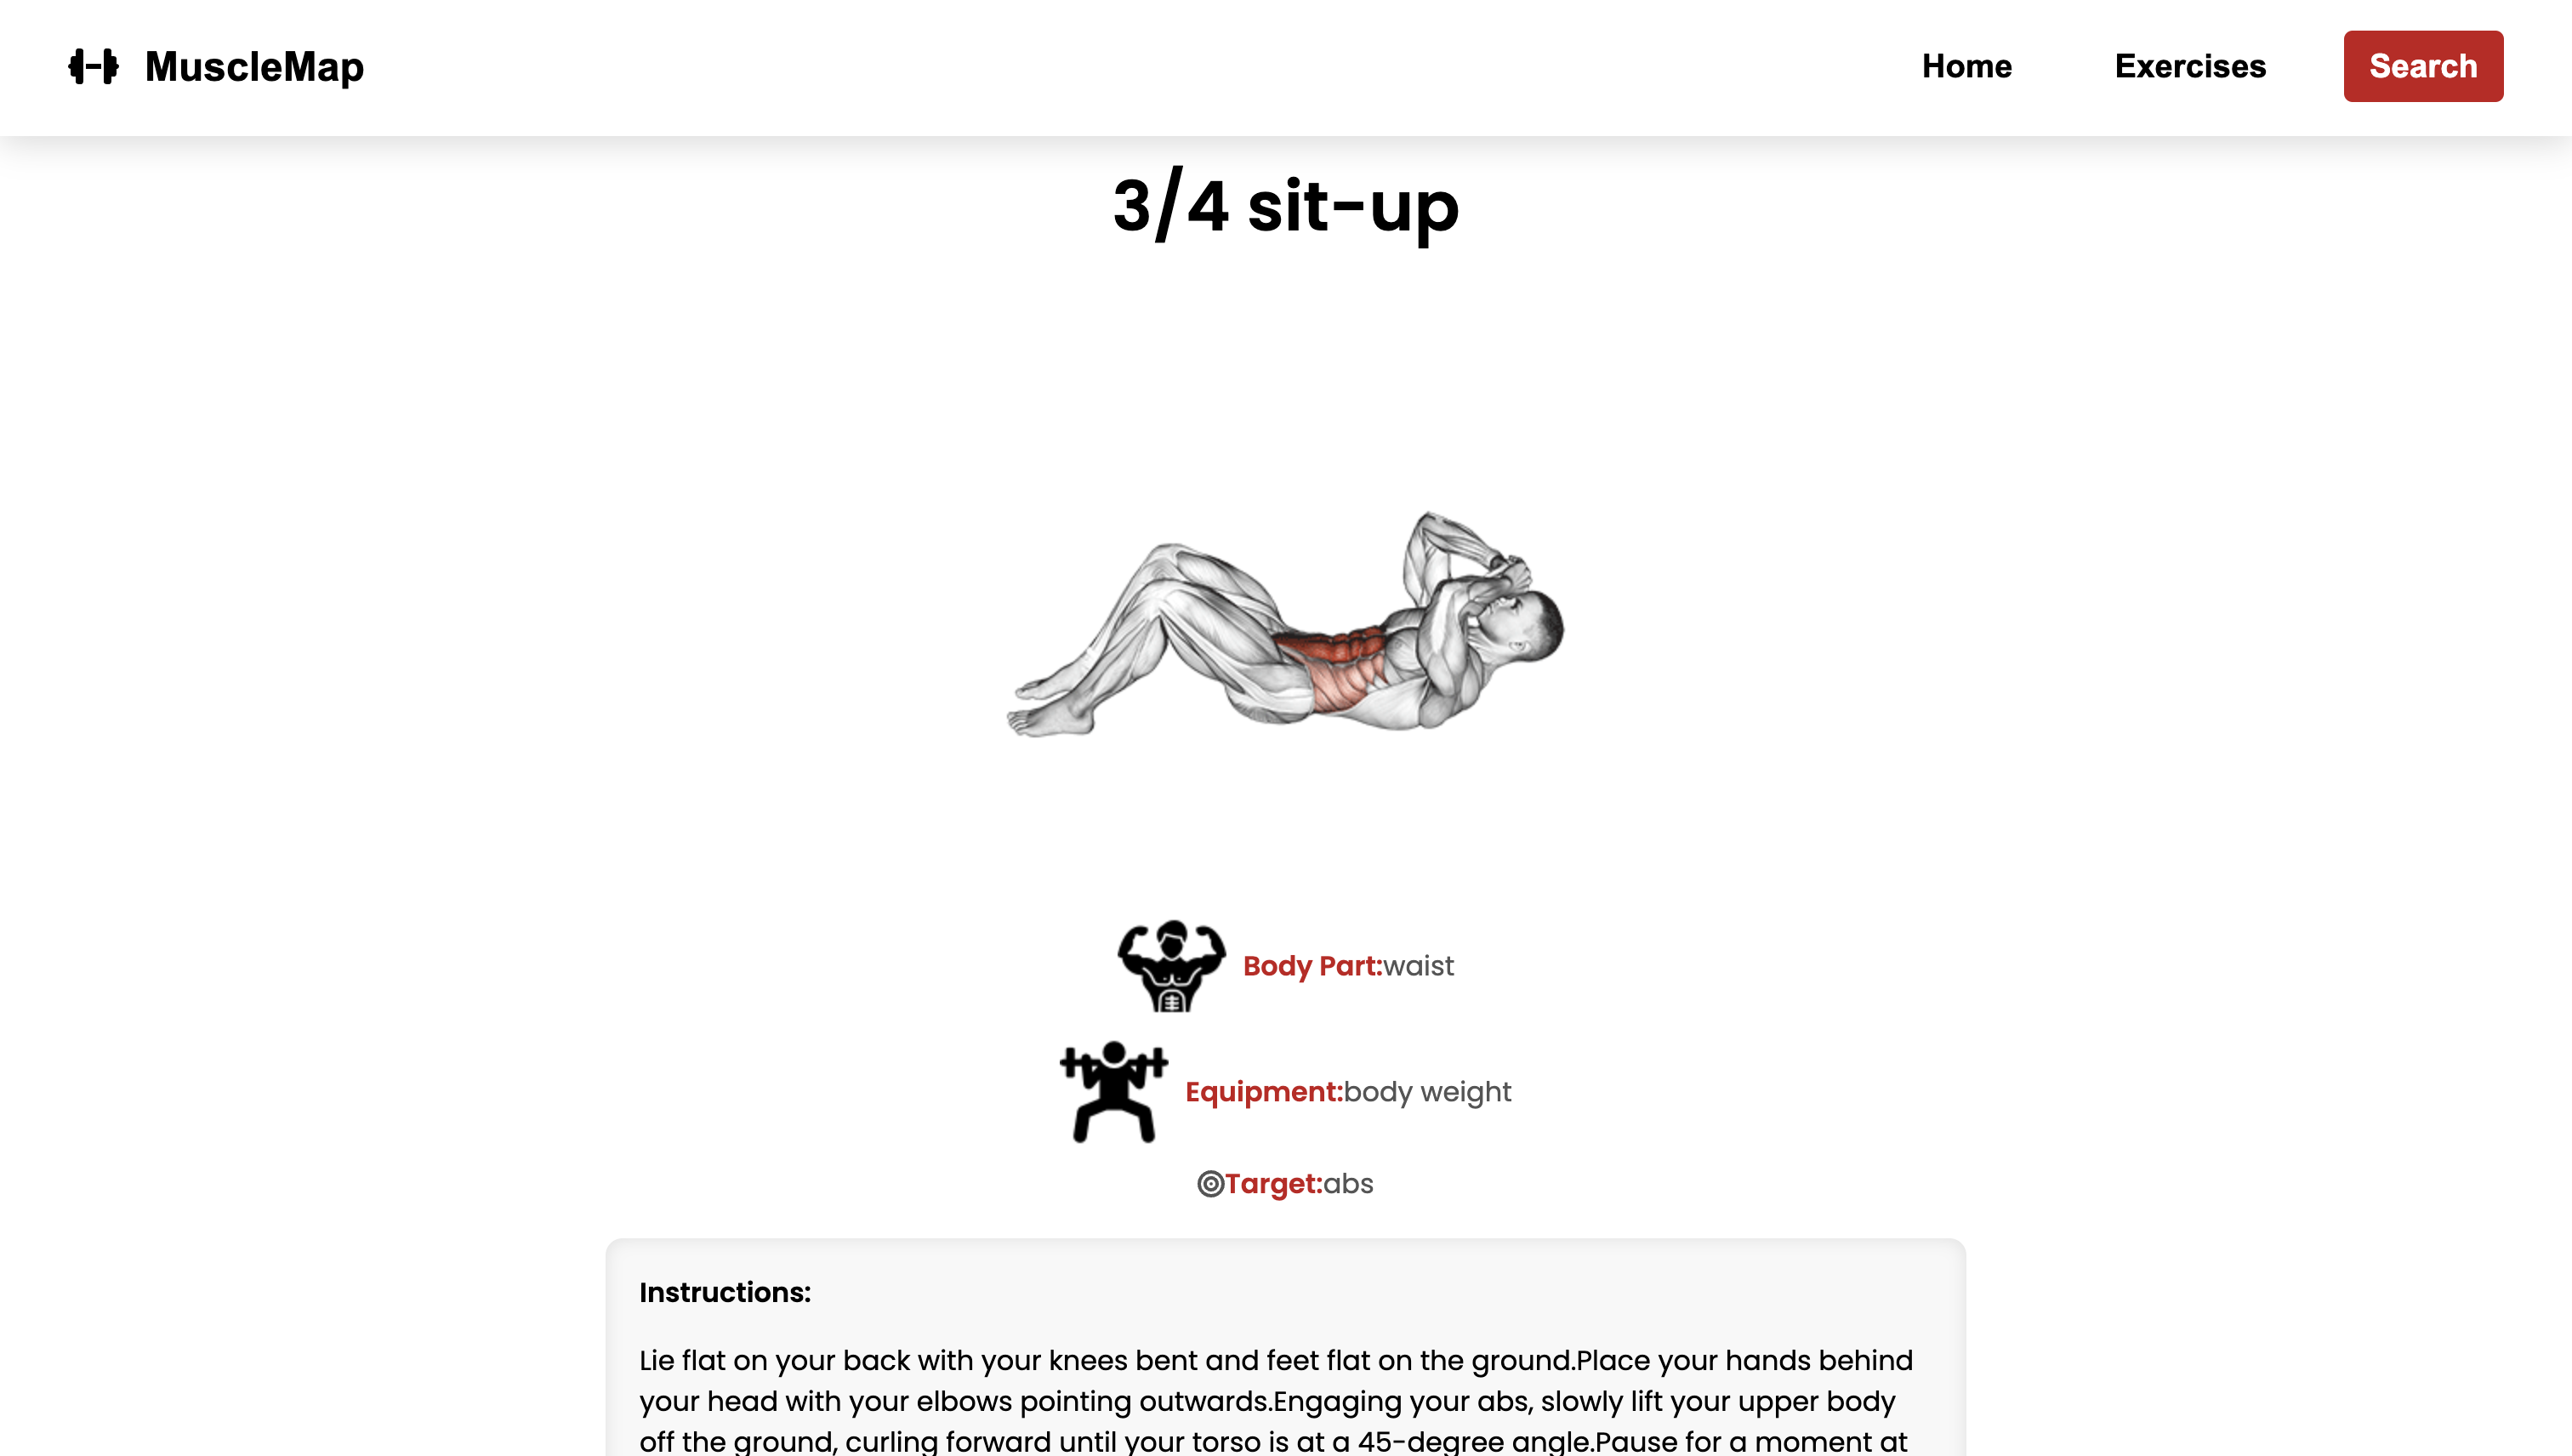 MuscleMap
Home
Exercises
Search
3/4 sit-up
Body Part:waist
Equipment:body weight
Target:abs
Instructions:
Lie flat on your back with your knees bent and feet flat on the ground.Place your hands behind
your head with your elbows pointing outwards.Engaging your abs, slowly lift your upper body
off the ground, curling forward until your torso is at a 45-degree angle.Pause for a moment at